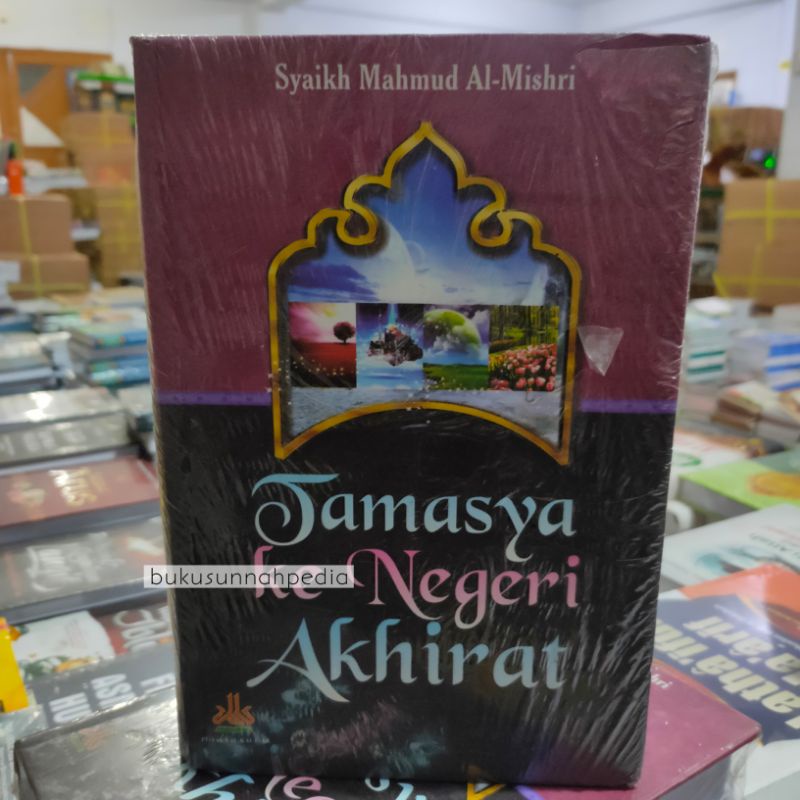 Syaikh Mahmud Al-Mishri
Tamasya
ke Negeri
Akhirat
bukusunnahpedia